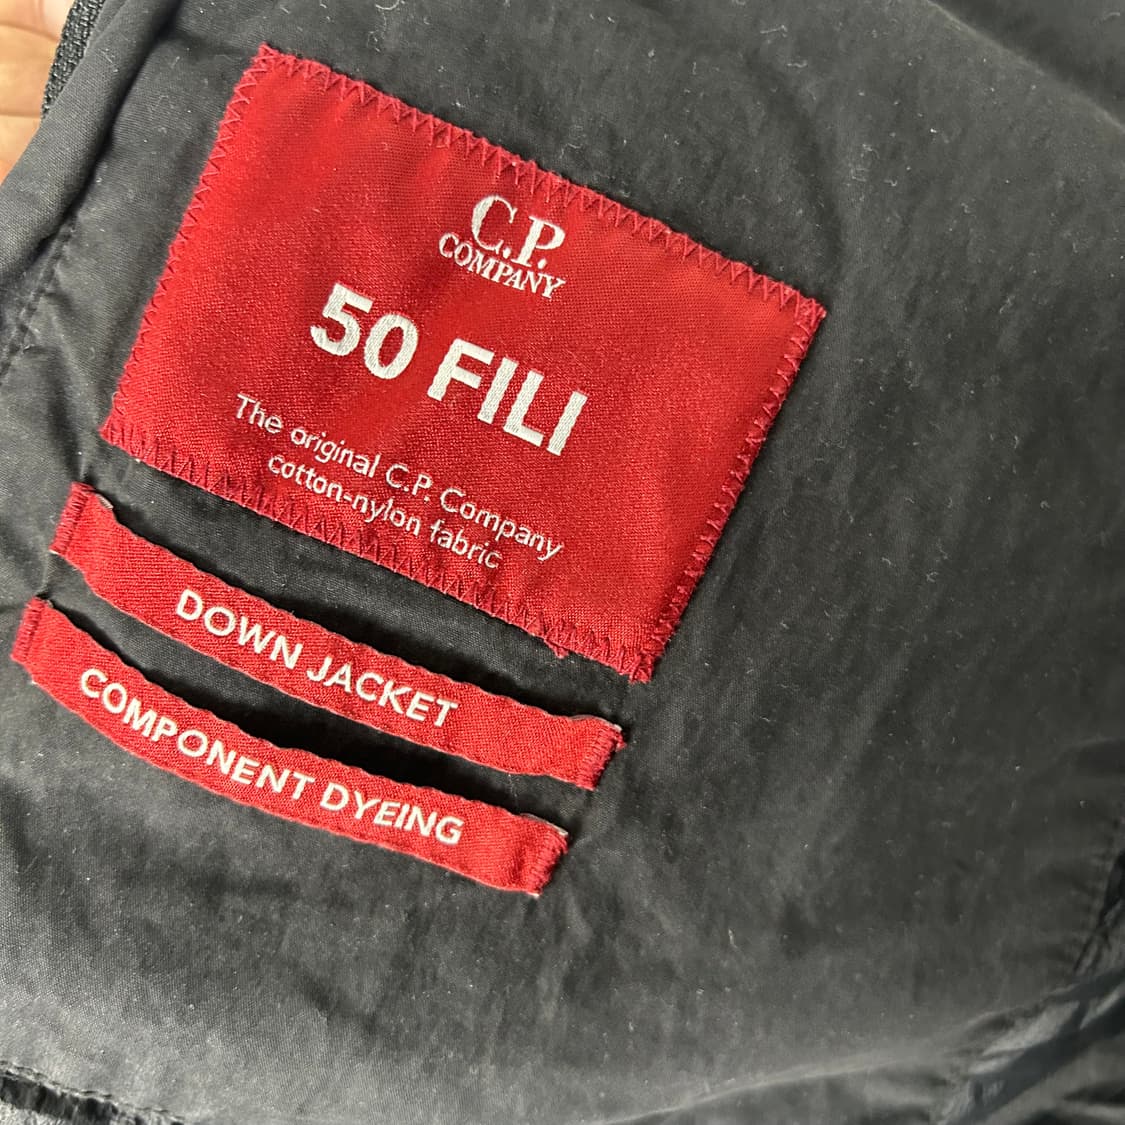 C.P.
COMPANY
50 FILI
The original C.P. Company
cotton-nylon fabric
DOWN JACKET
COMPONENT DYEING